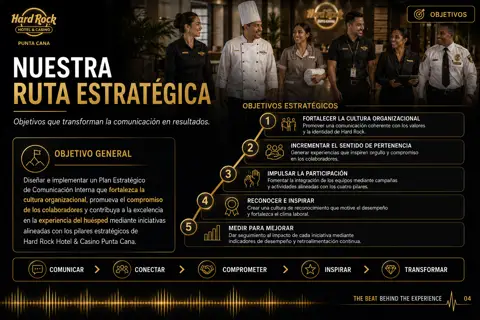 Hard Rock
HOTEL & CASINO
PUNTA CANA
OBJETIVOS
NUESTRA
RUTA ESTRATÉGICA
Objetivos que transforman la comunicación en resultados.
OBJETIVO GENERAL
Diseñar e implementar un Plan Estratégico
de Comunicación Interna que fortalezca la
cultura organizacional, promueva el compromiso
de los colaboradores y contribuya a la excelencia
en la experiencia del huésped mediante iniciativas
alineadas con los pilares estratégicos de
Hard Rock Hotel & Casino Punta Cana.
OBJETIVOS ESTRATÉGICOS
1
FORTALECER LA CULTURA ORGANIZACIONAL
Promover una comunicación coherente con los valores
y la identidad de Hard Rock.
2
INCREMENTAR EL SENTIDO DE PERTENENCIA
Generar experiencias que inspiren orgullo y compromiso
en los colaboradores.
3
IMPULSAR LA PARTICIPACIÓN
Fomentar la integración de los equipos mediante campañas
y actividades alineadas con los cuatro pilares.
4
RECONOCER E INSPIRAR
Crear una cultura de reconocimiento que motive el desempeño
y fortalezca el clima laboral.
5
MEDIR PARA MEJORAR
Dar seguimiento al impacto de cada iniciativa mediante
indicadores de desempeño y retroalimentación continua.
COMUNICAR
CONECTAR
COMPROMETER
INSPIRAR
TRANSFORMAR
THE BEAT BEHIND THE EXPERIENCE
04